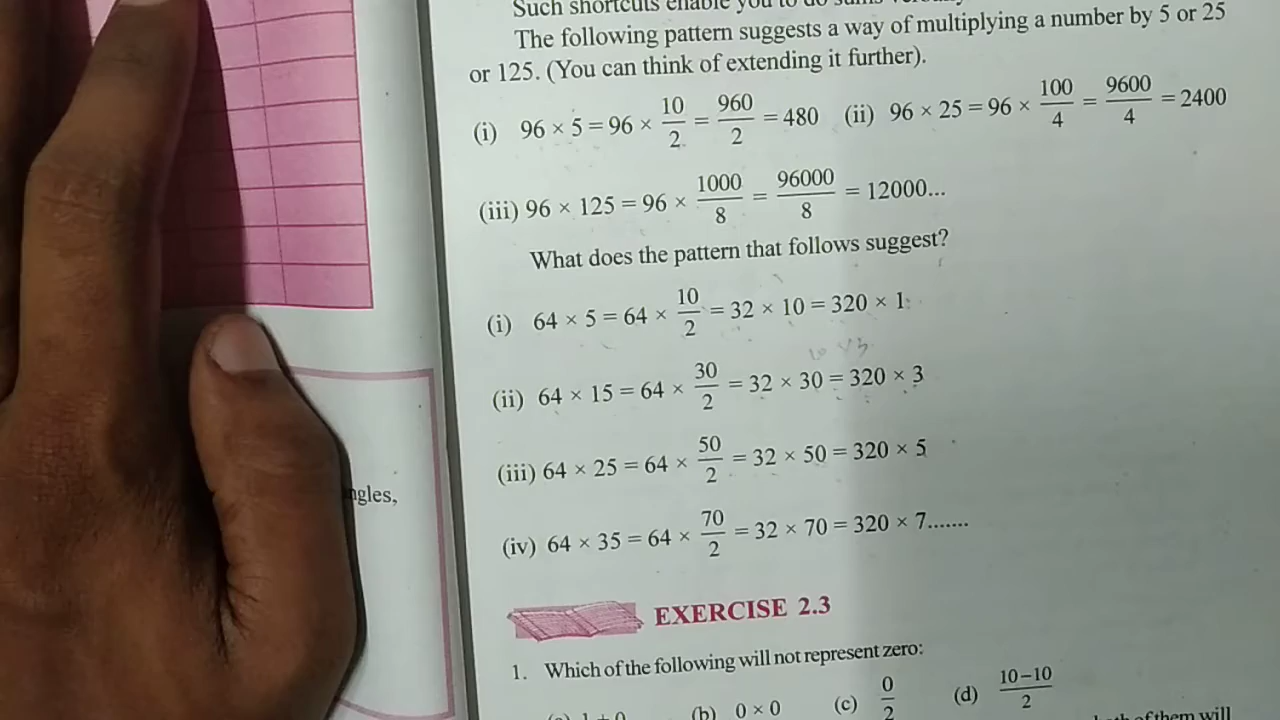 Such shortcuts enable you to do sums
The following pattern suggests a way of multiplying a number by 5 or 25
or 125. (You can think of extending it further).
(i) 96 × 5 = 96 × 10/2 = 960/2 = 480 (ii) 96 × 25 = 96 × 100/4 = 9600/4 = 2400
(iii) 96 × 125 = 96 × 1000/8 = 96000/8 = 12000...
What does the pattern that follows suggest?
(i) 64 × 5 = 64 × 10/2 = 32 × 10 = 320 × 1
(ii) 64 × 15 = 64 × 30/2 = 32 × 30 = 320 × 3
(iii) 64 × 25 = 64 × 50/2 = 32 × 50 = 320 × 5
(iv) 64 × 35 = 64 × 70/2 = 32 × 70 = 320 × 7.......
EXERCISE 2.3
1. Which of the following will not represent zero:
(a) 1 + 0 (b) 0 × 0 (c) 0/2 (d) 10−10/2
of them will